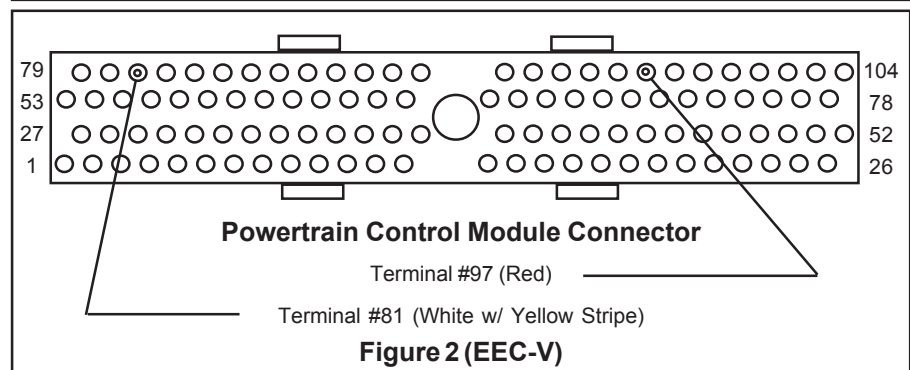 79 104
53 78
27 52
1 26
Powertrain Control Module Connector
Terminal #97 (Red)
Terminal #81 (White w/ Yellow Stripe)
Figure 2 (EEC-V)